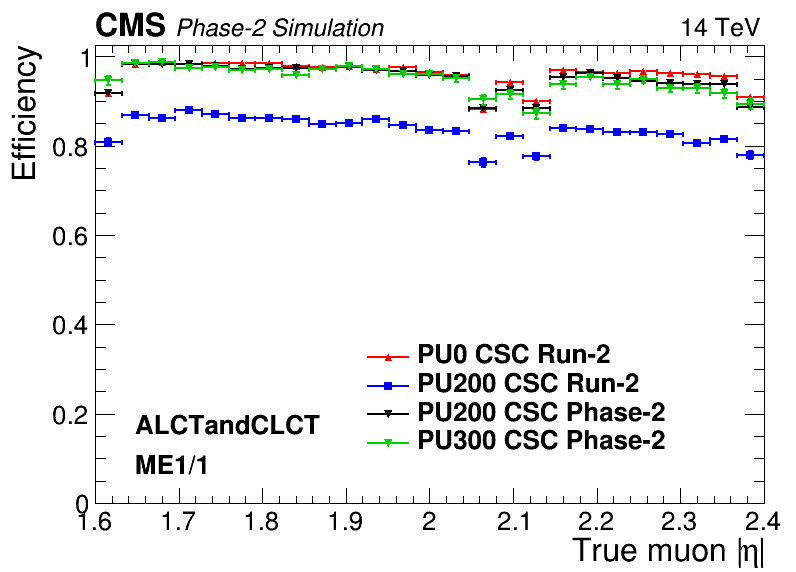 CMS Phase-2 Simulation 14 TeV
Efficiency
1
0.8
0.6
0.4
0.2
0
PU0 CSC Run-2
PU200 CSC Run-2
PU200 CSC Phase-2
PU300 CSC Phase-2
ALCTandCLCT
ME1/1
1.6 1.7 1.8 1.9 2 2.1 2.2 2.3 2.4
True muon |η|